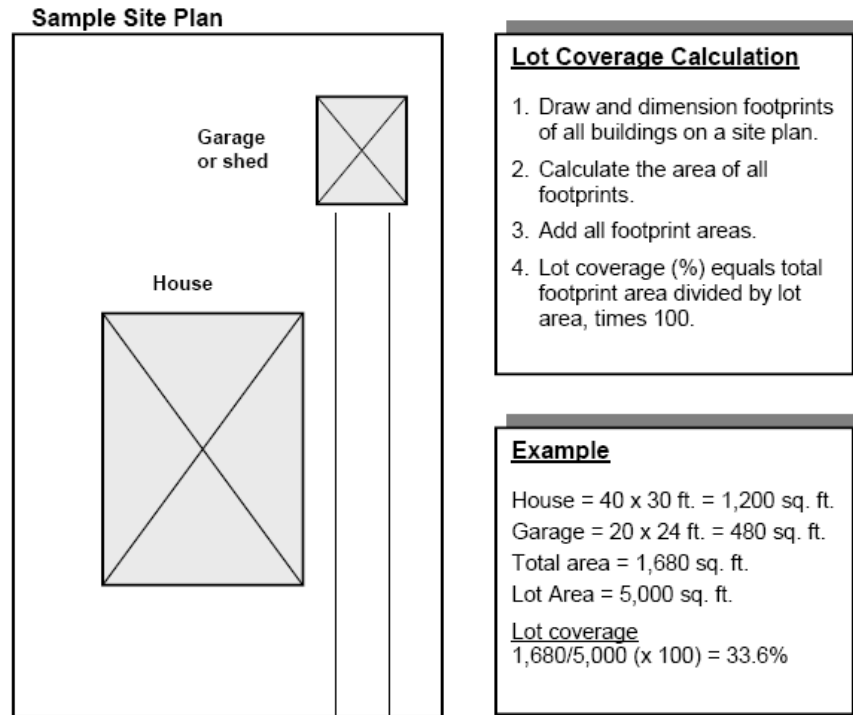 Sample Site Plan
Garage
or shed
House
Lot Coverage Calculation
1. Draw and dimension footprints
of all buildings on a site plan.
2. Calculate the area of all
footprints.
3. Add all footprint areas.
4. Lot coverage (%) equals total
footprint area divided by lot
area, times 100.
Example
House = 40 x 30 ft. = 1,200 sq. ft.
Garage = 20 x 24 ft. = 480 sq. ft.
Total area = 1,680 sq. ft.
Lot Area = 5,000 sq. ft.
Lot coverage
1,680/5,000 (x 100) = 33.6%